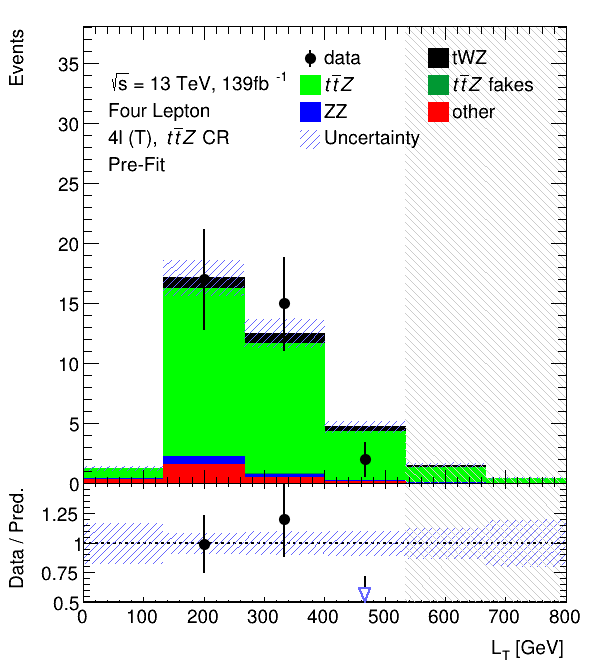 Events
35
30
25
20
15
10
5
0
√s = 13 TeV, 139fb -1
Four Lepton
4l (T), tt̄Z CR
Pre-Fit
data
tWZ
tt̄Z
tt̄Z fakes
ZZ
other
Uncertainty
Data / Pred.
1.25
1
0.75
0.5
0 100 200 300 400 500 600 700 800
L_T [GeV]